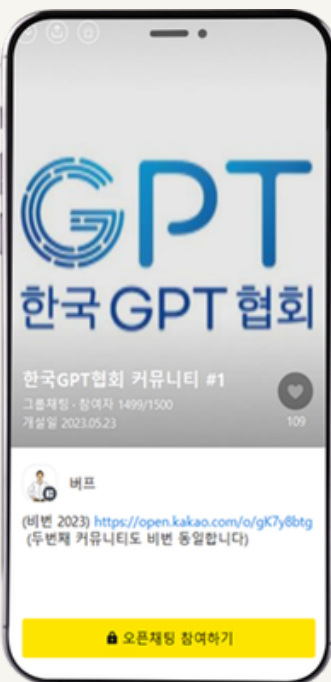 GPT
한국 GPT 협회
한국GPT협회 커뮤니티 #1
그룹채팅 · 참여자 1499/1500
개설일 2023.05.23
109
버프
(비번 2023) https://open.kakao.com/o/gK7y8btg
(두번째 커뮤니티도 비번 동일합니다)
오픈채팅 참여하기